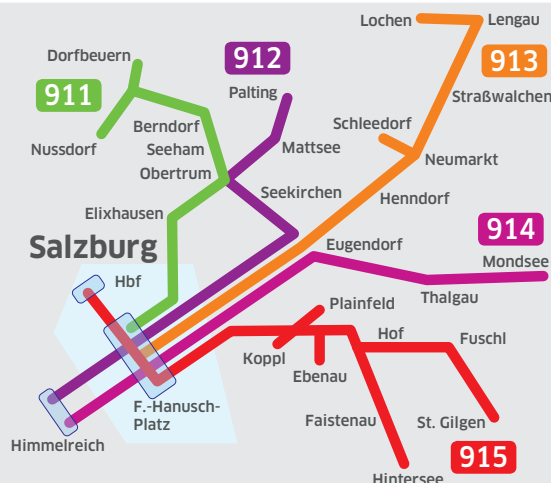 Lochen
Lengau
Dorfbeuern
912
913
911
Palting
Straßwalchen
Berndorf
Schleedorf
Nussdorf
Seeham
Mattsee
Neumarkt
Obertrum
Seekirchen
Henndorf
Elixhausen
914
Salzburg
Eugendorf
Mondsee
Hbf
Thalgau
Plainfeld
Hof
Fuschl
Koppl
Ebenau
F.-Hanusch-
Platz
Faistenau
St. Gilgen
Himmelreich
915
Hintersee